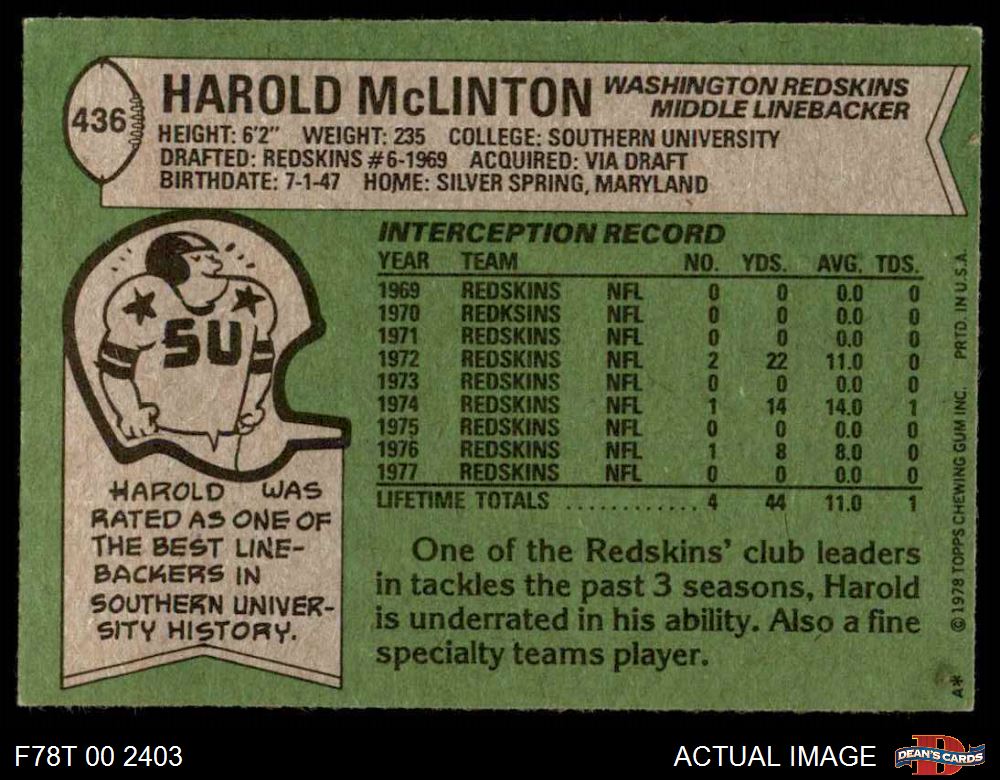 436
HAROLD McLINTON
WASHINGTON REDSKINS
MIDDLE LINEBACKER
HEIGHT: 6'2" WEIGHT: 235 COLLEGE: SOUTHERN UNIVERSITY
DRAFTED: REDSKINS #6-1969 ACQUIRED: VIA DRAFT
BIRTHDATE: 7-1-47 HOME: SILVER SPRING, MARYLAND
SU
HAROLD WAS
RATED AS ONE OF
THE BEST LINE-
BACKERS IN
SOUTHERN UNIVER-
SITY HISTORY.
INTERCEPTION RECORD
YEAR TEAM NO. YDS. AVG. TDS.
1969 REDSKINS NFL 0 0 0.0 0
1970 REDKSINS NFL 0 0 0.0 0
1971 REDSKINS NFL 0 0 0.0 0
1972 REDSKINS NFL 2 22 11.0 0
1973 REDSKINS NFL 0 0 0.0 0
1974 REDSKINS NFL 1 14 14.0 1
1975 REDSKINS NFL 0 0 0.0 0
1976 REDSKINS NFL 1 8 8.0 0
1977 REDSKINS NFL 0 0 0.0 0
LIFETIME TOTALS ............ 4 44 11.0 1
One of the Redskins' club leaders
in tackles the past 3 seasons, Harold
is underrated in his ability. Also a fine
specialty teams player.
A* © 1978 TOPPS CHEWING GUM INC. PRTD. IN U.S.A.
F78T 00 2403
ACTUAL IMAGE
D
DEAN'S CARDS